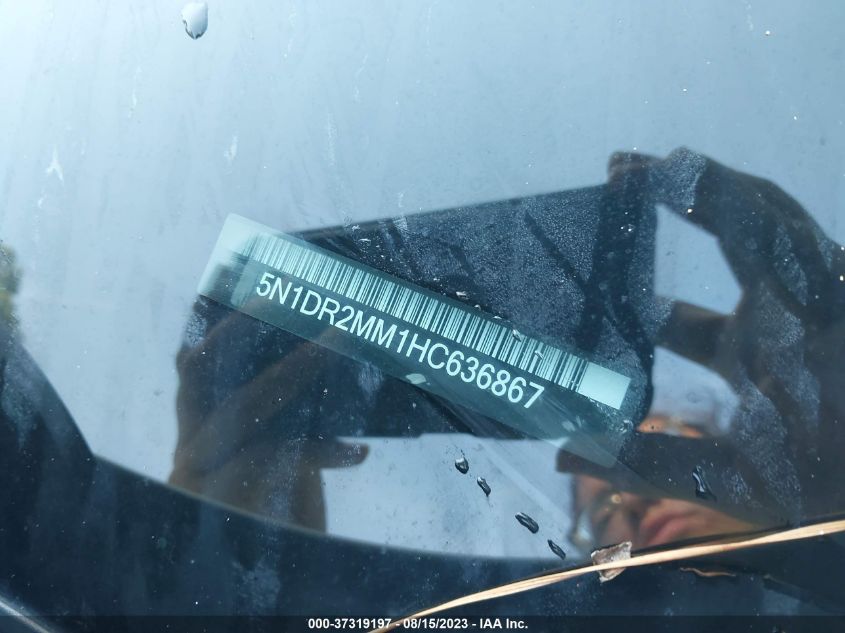 5N1DR2MM1HC636867
000-37319197 - 08/15/2023 - IAA Inc.